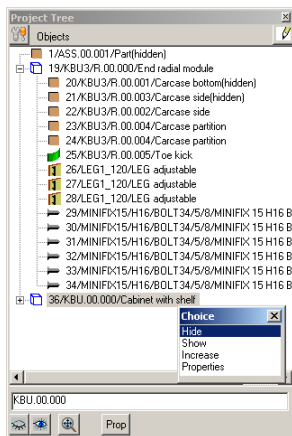 Project Tree
Objects
1/ASS.00.001/Part(hidden)
19/KBU3/R.00.000/End radial module
20/KBU3/R.00.001/Carcase bottom(hidden)
21/KBU3/R.00.003/Carcase side(hidden)
22/KBU3/R.00.002/Carcase side
23/KBU3/R.00.004/Carcase partition
24/KBU3/R.00.004/Carcase partition
25/KBU3/R.00.005/Toe kick
26/LEG1_120/LEG adjustable
27/LEG1_120/LEG adjustable
28/LEG1_120/LEG adjustable
29/MINIFIX15/H16/BOLT34/5/8/MINIFIX 15 H16 B
30/MINIFIX15/H16/BOLT34/5/8/MINIFIX 15 H16 B
31/MINIFIX15/H16/BOLT34/5/8/MINIFIX 15 H16 B
32/MINIFIX15/H16/BOLT34/5/8/MINIFIX 15 H16 B
33/MINIFIX15/H16/BOLT34/5/8/MINIFIX 15 H16 B
34/MINIFIX15/H16/BOLT34/5/8/MINIFIX 15 H16 B
36/KBU.00.000/Cabinet with shelf
Choice
Hide
Show
Increase
Properties
KBU.00.000
Prop